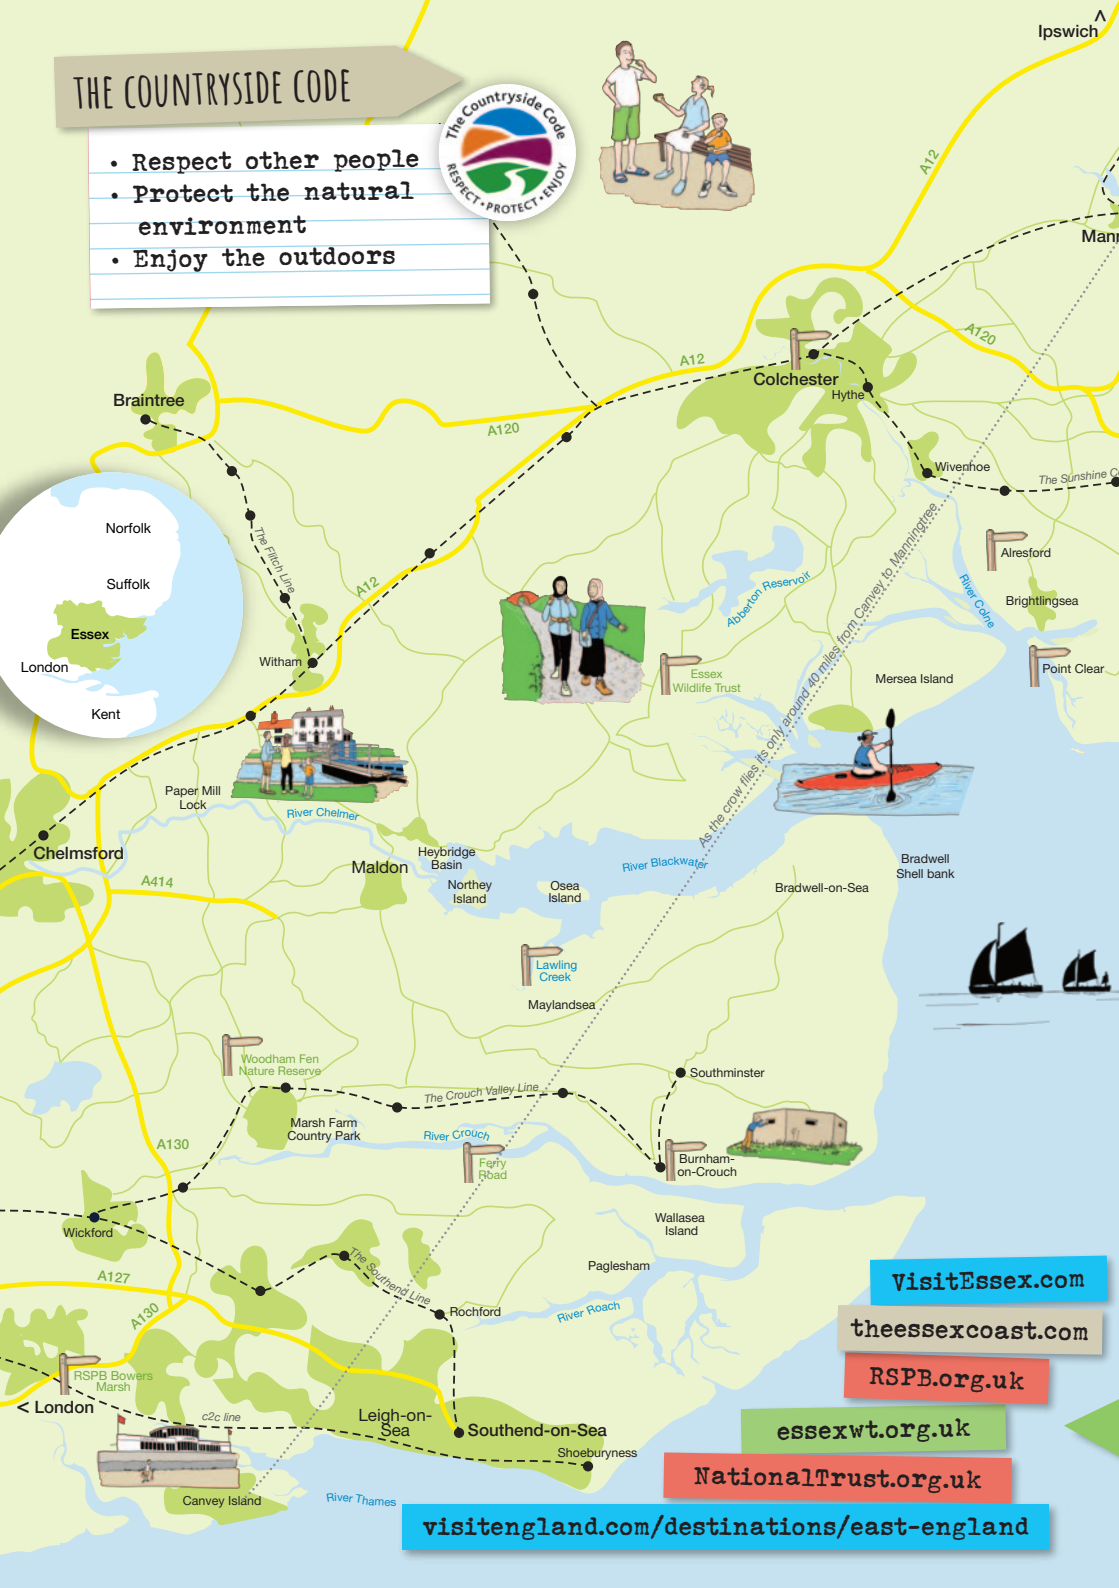 THE COUNTRYSIDE CODE
• Respect other people
• Protect the natural
environment
• Enjoy the outdoors
The Countryside Code
RESPECT • PROTECT • ENJOY
Ipswich
A12
A120
A12
Colchester
Hythe
Braintree
A120
Wivenhoe
The Sunshine
Norfolk
Suffolk
Essex
London
Kent
The Flitch Line
A12
Witham
Alresford
River Colne
Brightlingsea
Point Clear
Abberton Reservoir
Essex
Wildlife Trust
Mersea Island
As the crow flies its only around 40 miles from Canvey to Manningtree
Paper Mill
Lock
River Chelmer
Chelmsford
Maldon
Heybridge
Basin
Northey
Island
Osea
Island
River Blackwater
Bradwell
Shell bank
Bradwell-on-Sea
A414
Lawling
Creek
Maylandsea
Woodham Fen
Nature Reserve
Southminster
The Crouch Valley Line
Marsh Farm
Country Park
River Crouch
A130
Ferry
Road
Burnham-
on-Crouch
Wickford
Wallasea
Island
Paglesham
A127
The Southend Line
Rochford
River Roach
A130
RSPB Bowers
Marsh
< London
c2c line
Leigh-on-
Sea
Southend-on-Sea
Shoeburyness
Canvey Island
River Thames
VisitEssex.com
theessexcoast.com
RSPB.org.uk
essexwt.org.uk
NationalTrust.org.uk
visitengland.com/destinations/east-england